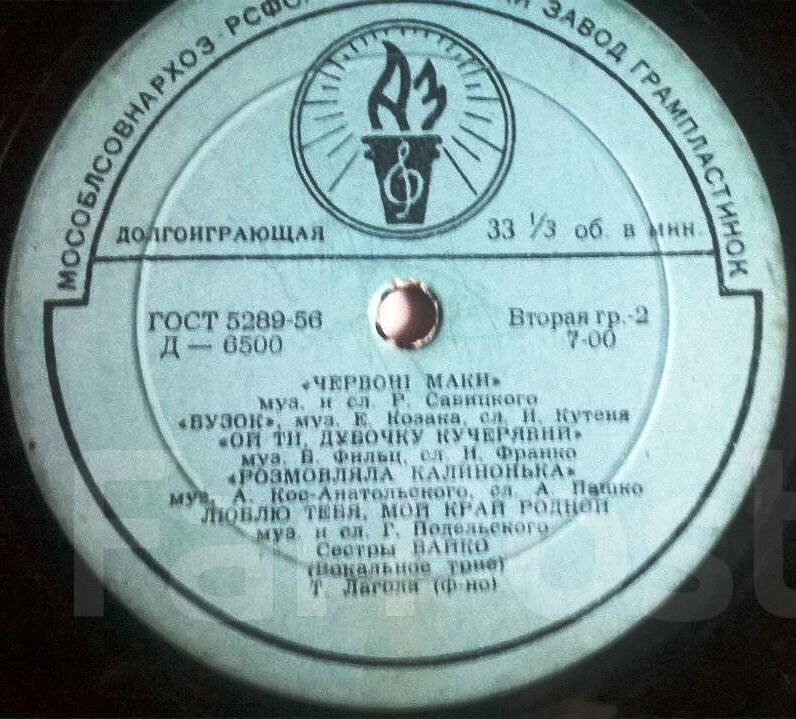 МОСОБЛСОВНАРХОЗ · РСФСР
ЗАВОД ГРАМПЛАСТИНОК
АЗ
ДОЛГОИГРАЮЩАЯ 33 1/3 об. в мин.
ГОСТ 5289-56 Вторая гр.-2
Д — 6500 7-00
«ЧЕРВОНІ МАКИ»
муз. и сл. Р. Савицкого
«ВУЗОК», муз. Е. Козака, сл. И. Кутеня
«ОЙ ТИ, ДУБОЧКУ КУЧЕРЯВИЙ»
муз. Б. Фильц, сл. И. Франко
«РОЗМОВЛЯЛА КАЛИНОНЬКА»
муз. А. Кос-Анатольского, сл. А. Пашко
ЛЮБЛЮ ТЕБЯ, МОЙ КРАЙ РОДНОЙ
муз. и сл. Г. Подельского
Сестры БАЙКО
(вокальное трио)
Т. Лагола (ф-но)
Farpost